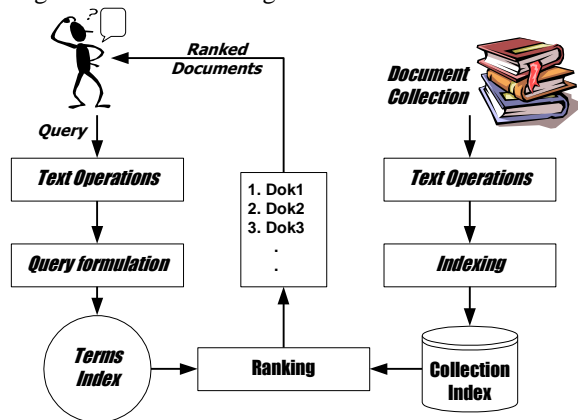 ?
Ranked
Documents
Document
Collection
Query
Text Operations
1. Dok1
2. Dok2
3. Dok3
.
.
Text Operations
Query formulation
Indexing
Terms
Index
Ranking
Collection
Index